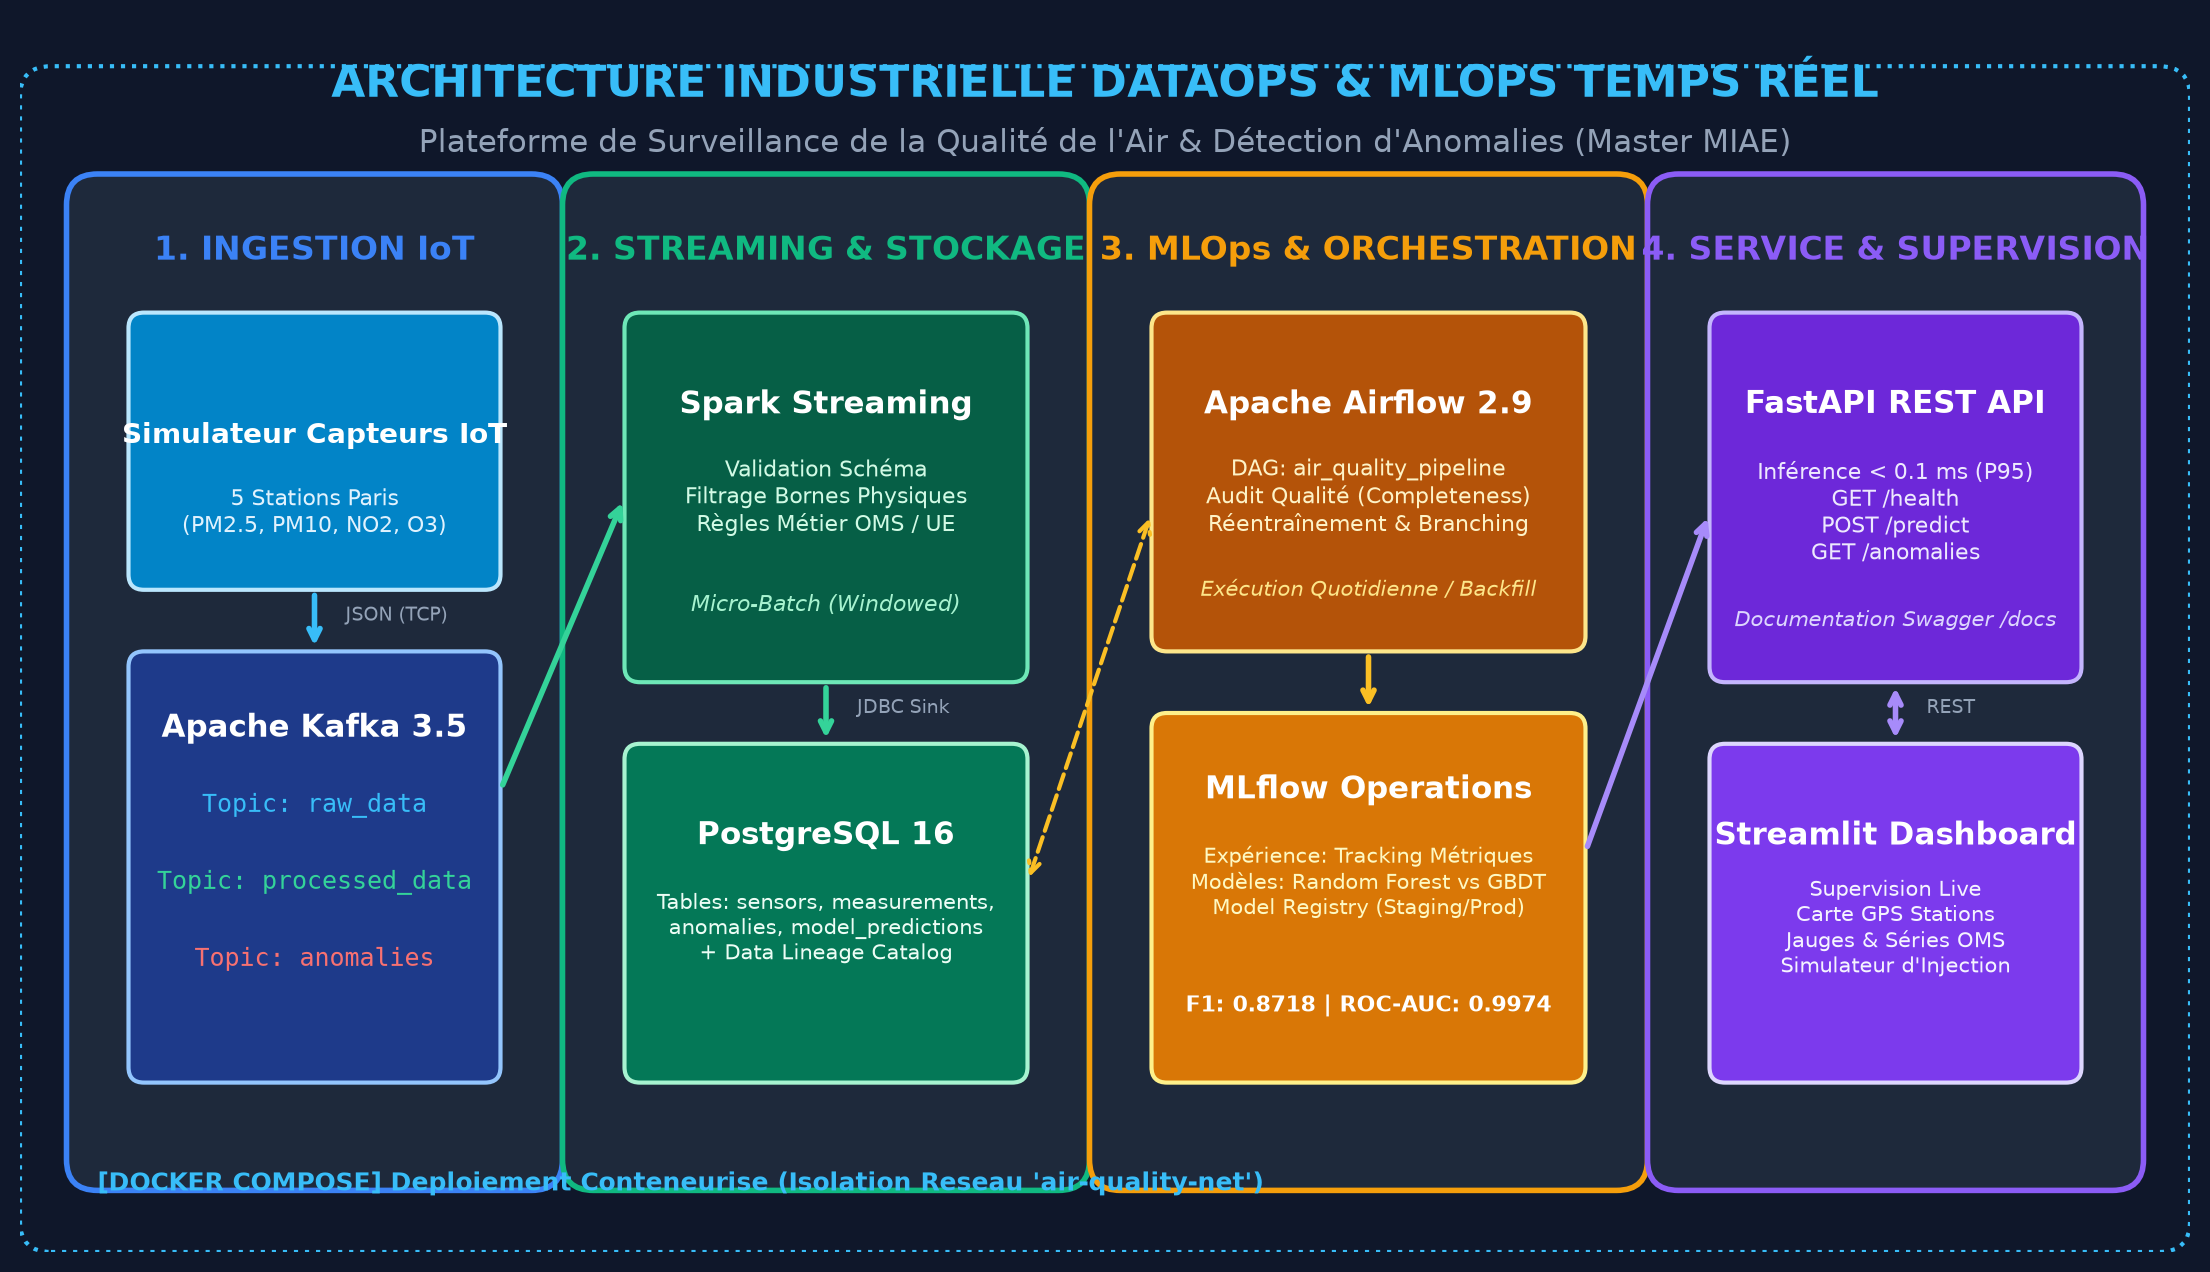 ARCHITECTURE INDUSTRIELLE DATAOPS & MLOPS TEMPS RÉEL
Plateforme de Surveillance de la Qualité de l'Air & Détection d'Anomalies (Master MIAE)
1. INGESTION IoT
Simulateur Capteurs IoT
5 Stations Paris
(PM2.5, PM10, NO2, O3)
JSON (TCP)
Apache Kafka 3.5
Topic: raw_data
Topic: processed_data
Topic: anomalies
2. STREAMING & STOCKAGE
Spark Streaming
Validation Schéma
Filtrage Bornes Physiques
Règles Métier OMS / UE
Micro-Batch (Windowed)
JDBC Sink
PostgreSQL 16
Tables: sensors, measurements,
anomalies, model_predictions
+ Data Lineage Catalog
3. MLOps & ORCHESTRATION
Apache Airflow 2.9
DAG: air_quality_pipeline
Audit Qualité (Completeness)
Réentraînement & Branching
Exécution Quotidienne / Backfill
MLflow Operations
Expérience: Tracking Métriques
Modèles: Random Forest vs GBDT
Model Registry (Staging/Prod)
F1: 0.8718 | ROC-AUC: 0.9974
4. SERVICE & SUPERVISION
FastAPI REST API
Inférence < 0.1 ms (P95)
GET /health
POST /predict
GET /anomalies
Documentation Swagger /docs
REST
Streamlit Dashboard
Supervision Live
Carte GPS Stations
Jauges & Séries OMS
Simulateur d'Injection
[DOCKER COMPOSE] Deploiement Conteneurise (Isolation Reseau 'air-quality-net')